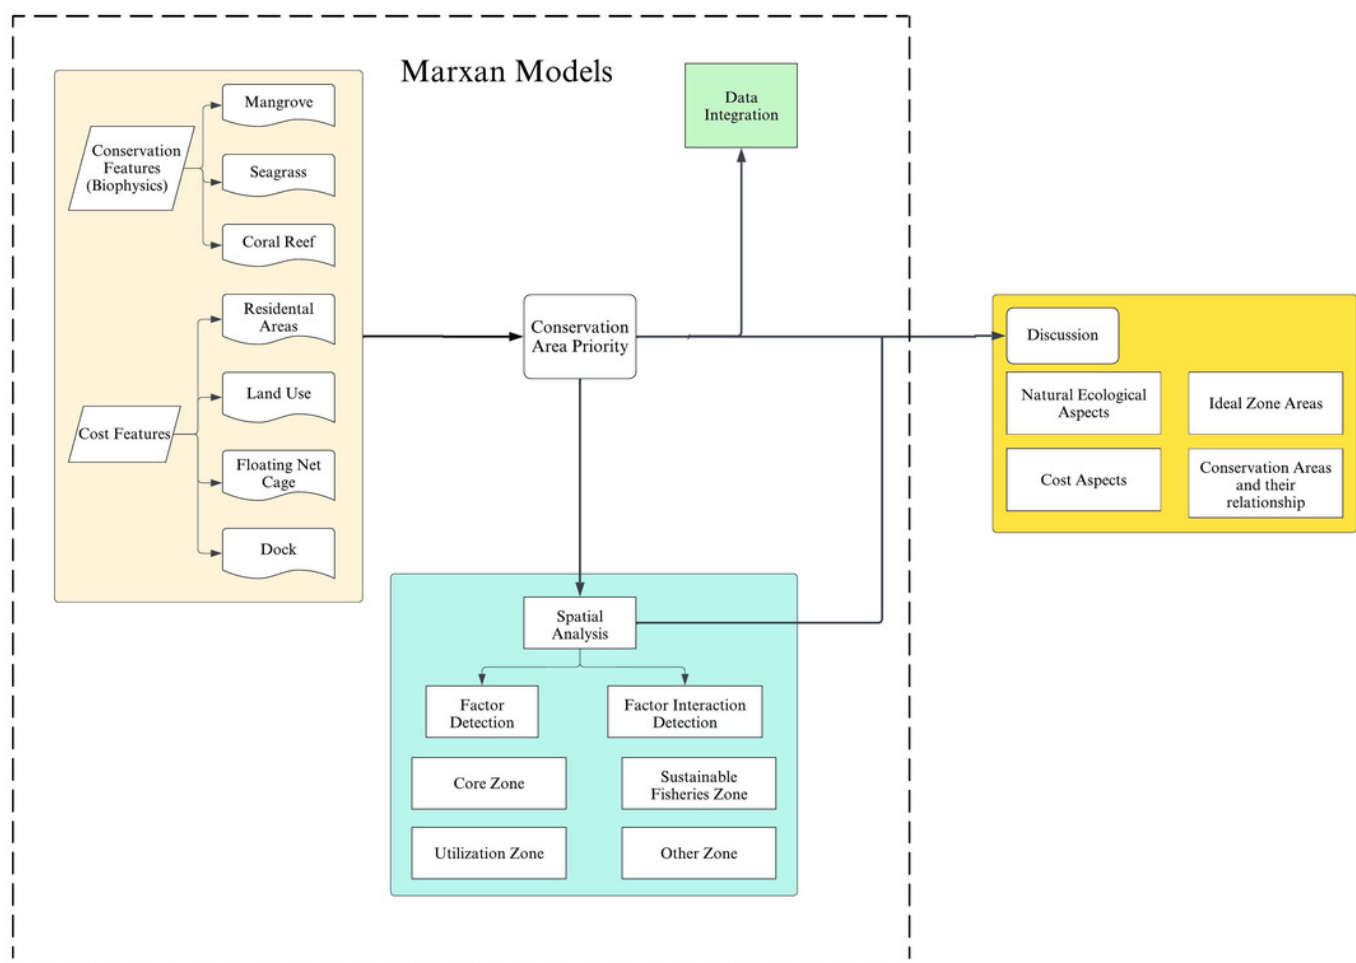 Marxan Models
Mangrove
Conservation
Features
(Biophysics)
Seagrass
Coral Reef
Residental
Areas
Land Use
Cost Features
Floating Net
Cage
Dock
Data
Integration
Conservation
Area Priority
Discussion
Natural Ecological
Aspects
Ideal Zone Areas
Cost Aspects
Conservation Areas
and their
relationship
Spatial
Analysis
Factor
Detection
Factor Interaction
Detection
Core Zone
Sustainable
Fisheries Zone
Utilization Zone
Other Zone